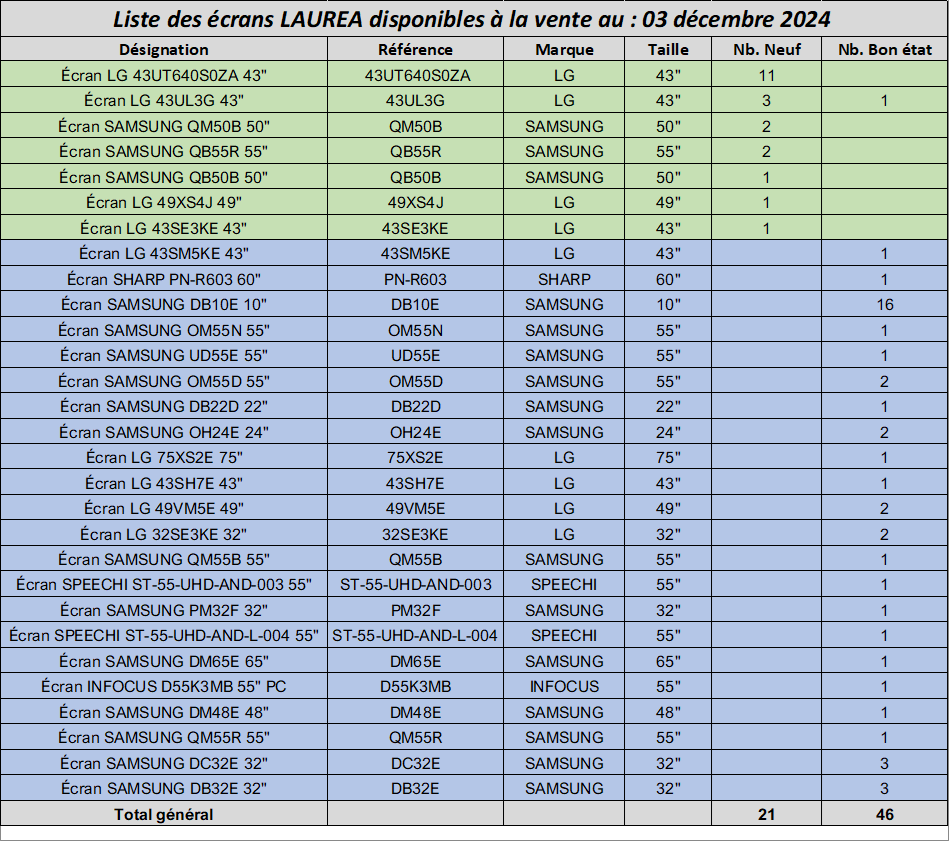 Liste des écrans LAUREA disponibles à la vente au : 03 décembre 2024
Désignation Référence Marque Taille Nb. Neuf Nb. Bon état
Écran LG 43UT640S0ZA 43" 43UT640S0ZA LG 43" 11
Écran LG 43UL3G 43" 43UL3G LG 43" 3 1
Écran SAMSUNG QM50B 50" QM50B SAMSUNG 50" 2
Écran SAMSUNG QB55R 55" QB55R SAMSUNG 55" 2
Écran SAMSUNG QB50B 50" QB50B SAMSUNG 50" 1
Écran LG 49XS4J 49" 49XS4J LG 49" 1
Écran LG 43SE3KE 43" 43SE3KE LG 43" 1
Écran LG 43SM5KE 43" 43SM5KE LG 43" 1
Écran SHARP PN-R603 60" PN-R603 SHARP 60" 1
Écran SAMSUNG DB10E 10" DB10E SAMSUNG 10" 16
Écran SAMSUNG OM55N 55" OM55N SAMSUNG 55" 1
Écran SAMSUNG UD55E 55" UD55E SAMSUNG 55" 1
Écran SAMSUNG OM55D 55" OM55D SAMSUNG 55" 2
Écran SAMSUNG DB22D 22" DB22D SAMSUNG 22" 1
Écran SAMSUNG OH24E 24" OH24E SAMSUNG 24" 2
Écran LG 75XS2E 75" 75XS2E LG 75" 1
Écran LG 43SH7E 43" 43SH7E LG 43" 1
Écran LG 49VM5E 49" 49VM5E LG 49" 2
Écran LG 32SE3KE 32" 32SE3KE LG 32" 2
Écran SAMSUNG QM55B 55" QM55B SAMSUNG 55" 1
Écran SPEECHI ST-55-UHD-AND-003 55" ST-55-UHD-AND-003 SPEECHI 55" 1
Écran SAMSUNG PM32F 32" PM32F SAMSUNG 32" 1
Écran SPEECHI ST-55-UHD-AND-L-004 55" ST-55-UHD-AND-L-004 SPEECHI 55" 1
Écran SAMSUNG DM65E 65" DM65E SAMSUNG 65" 1
Écran INFOCUS D55K3MB 55" PC D55K3MB INFOCUS 55" 1
Écran SAMSUNG DM48E 48" DM48E SAMSUNG 48" 1
Écran SAMSUNG QM55R 55" QM55R SAMSUNG 55" 1
Écran SAMSUNG DC32E 32" DC32E SAMSUNG 32" 3
Écran SAMSUNG DB32E 32" DB32E SAMSUNG 32" 3
Total général 21 46